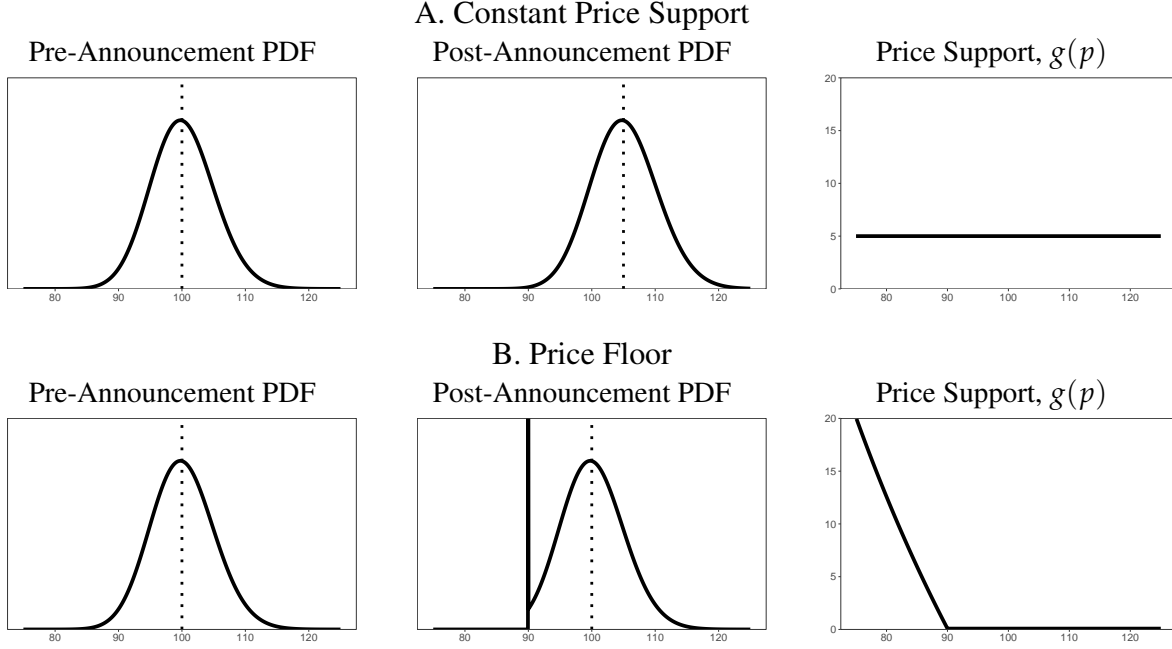 A. Constant Price Support
Pre-Announcement PDF
Post-Announcement PDF
Price Support, g(p)
80 90 100 110 120
80 90 100 110 120
20
15
10
5
0
80 90 100 110 120
B. Price Floor
Pre-Announcement PDF
Post-Announcement PDF
Price Support, g(p)
80 90 100 110 120
80 90 100 110 120
20
15
10
5
0
80 90 100 110 120